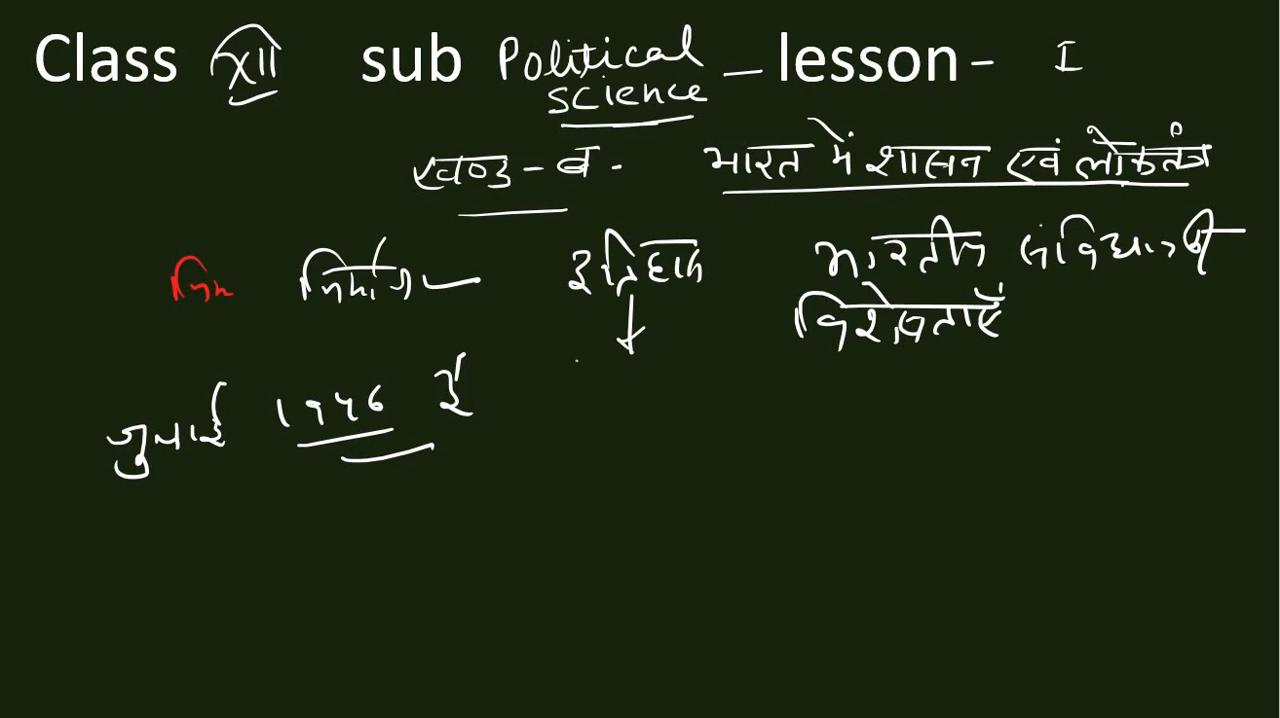 Class XII sub Political science - lesson - I
खण्ड - ब - भारत में शासन एवं लोकतंत्र
निर्माण इतिहास भारतीय संविधान की
विशेषताएँ
जुलाई 1946 ई